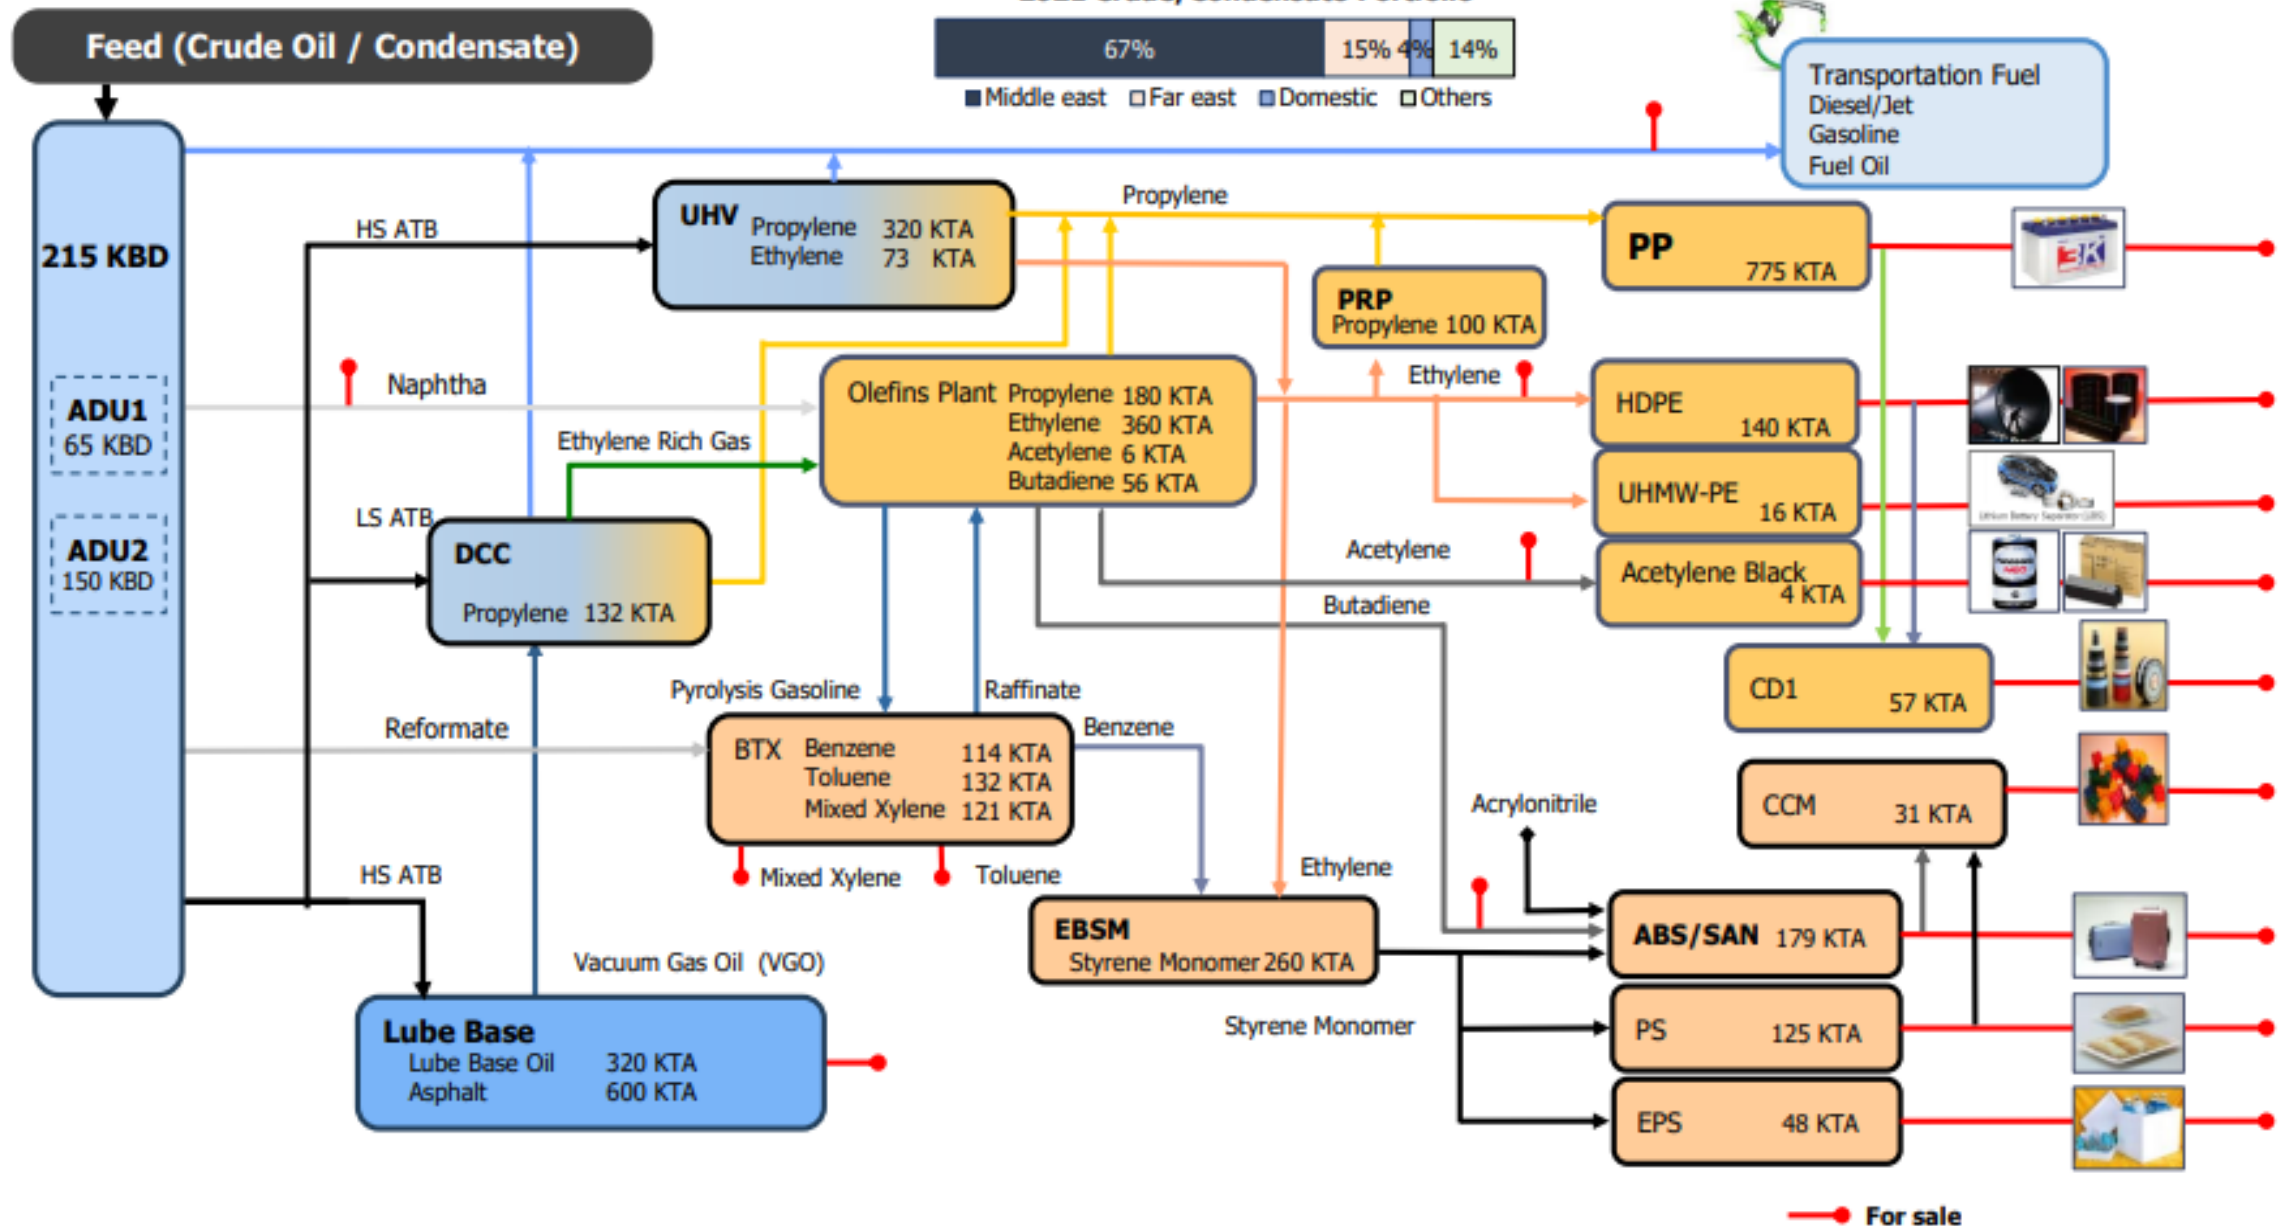 Feed (Crude Oil / Condensate)
67%
15%
4%
14%
Middle east
Far east
Domestic
Others
Transportation Fuel
Diesel/Jet
Gasoline
Fuel Oil
215 KBD
ADU1
65 KBD
ADU2
150 KBD
HS ATB
UHV
Propylene 320 KTA
Ethylene 73 KTA
Propylene
PP
775 KTA
PRP
Propylene 100 KTA
Naphtha
Ethylene Rich Gas
Olefins Plant
Propylene 180 KTA
Ethylene 360 KTA
Acetylene 6 KTA
Butadiene 56 KTA
Ethylene
HDPE
140 KTA
UHMW-PE
16 KTA
LS ATB
DCC
Propylene 132 KTA
Acetylene
Acetylene Black
4 KTA
Butadiene
CD1
57 KTA
Pyrolysis Gasoline
Raffinate
Reformate
BTX
Benzene 114 KTA
Toluene 132 KTA
Mixed Xylene 121 KTA
Benzene
Mixed Xylene
Toluene
CCM
31 KTA
Acrylonitrile
HS ATB
Ethylene
EBSM
Styrene Monomer 260 KTA
ABS/SAN 179 KTA
Vacuum Gas Oil (VGO)
Styrene Monomer
PS
125 KTA
Lube Base
Lube Base Oil 320 KTA
Asphalt 600 KTA
EPS
48 KTA
For sale